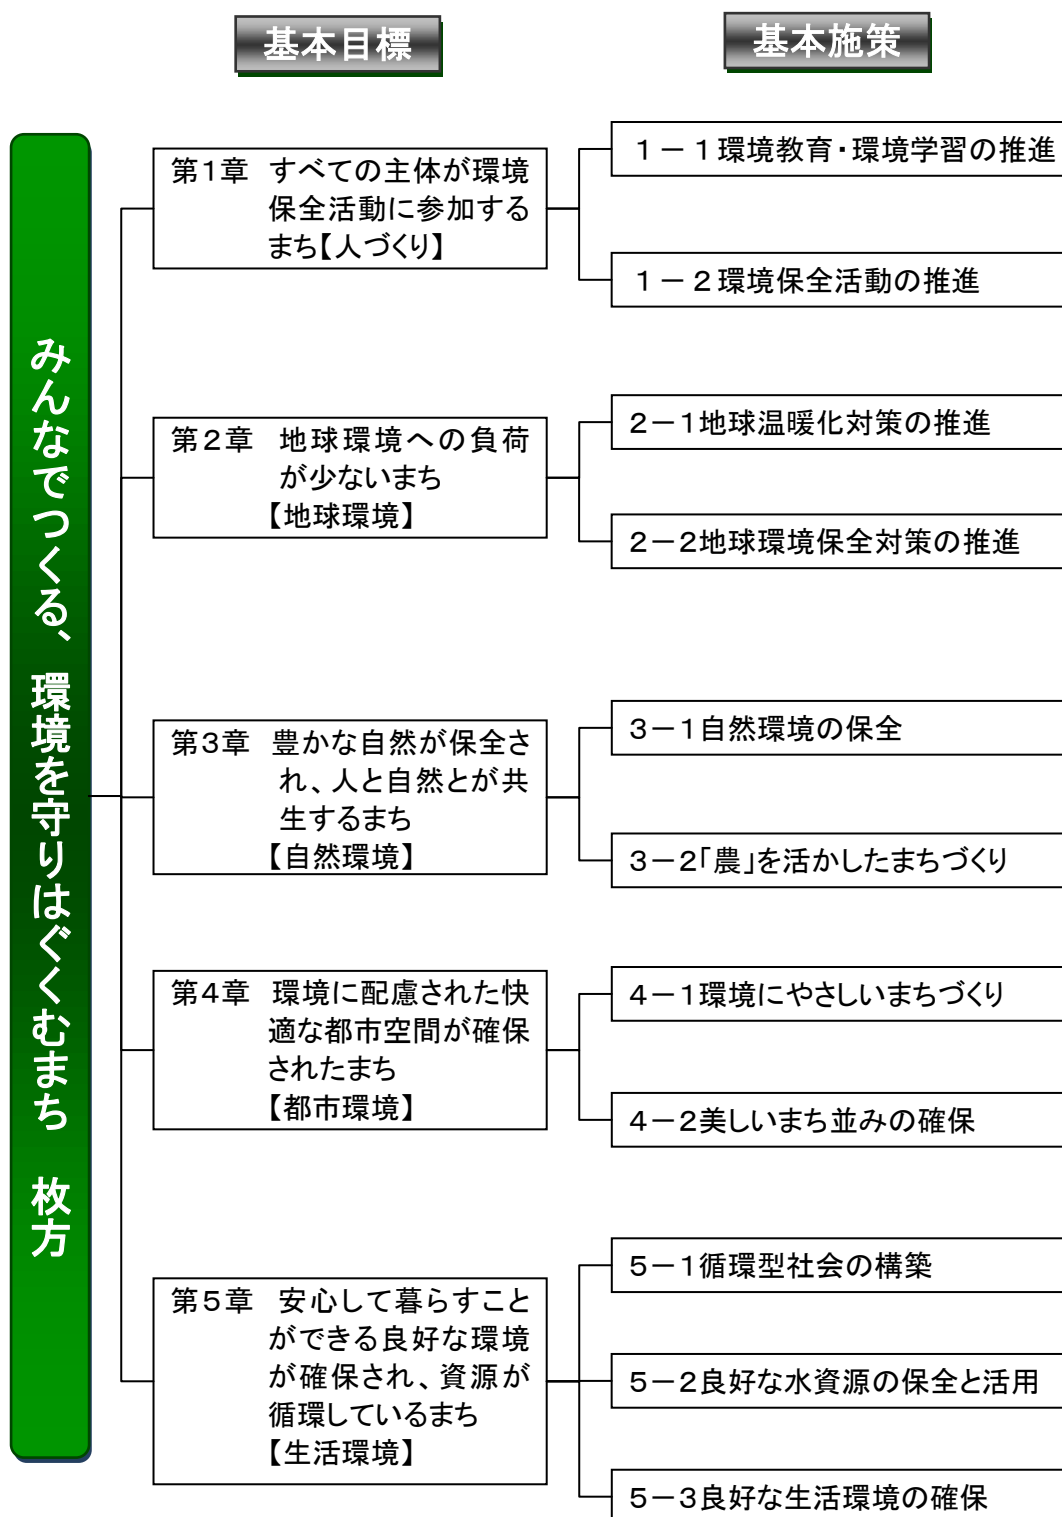 基本目標
基本施策
みんなでつくる、環境を守りはぐくむまち　枚方
第1章　すべての主体が環境
保全活動に参加する
まち【人づくり】
1－1環境教育・環境学習の推進
1－2環境保全活動の推進
第2章　地球環境への負荷
が少ないまち
【地球環境】
2－1地球温暖化対策の推進
2－2地球環境保全対策の推進
第3章　豊かな自然が保全さ
れ、人と自然とが共
生するまち
【自然環境】
3－1自然環境の保全
3－2「農」を活かしたまちづくり
第4章　環境に配慮された快
適な都市空間が確保
されたまち
【都市環境】
4－1環境にやさしいまちづくり
4－2美しいまち並みの確保
第5章　安心して暮らすこと
ができる良好な環境
が確保され、資源が
循環しているまち
【生活環境】
5－1循環型社会の構築
5－2良好な水資源の保全と活用
5－3良好な生活環境の確保